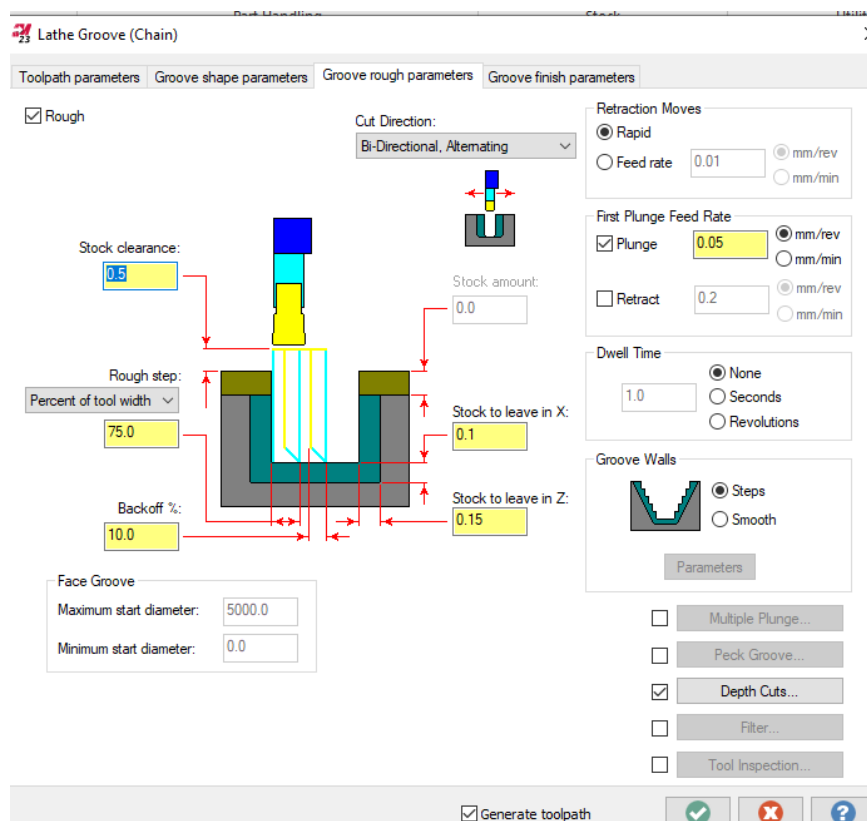 Part Handling Stock Utilit
23 Lathe Groove (Chain)
Toolpath parameters Groove shape parameters Groove rough parameters Groove finish parameters
Rough
Cut Direction:
Bi-Directional, Alternating
Stock clearance:
0.5
Stock amount:
0.0
Rough step:
Percent of tool width
75.0
Stock to leave in X:
0.1
Backoff %:
10.0
Stock to leave in Z:
0.15
Face Groove
Maximum start diameter: 5000.0
Minimum start diameter: 0.0
Retraction Moves
Rapid
Feed rate 0.01 mm/rev
mm/min
First Plunge Feed Rate
Plunge 0.05 mm/rev
mm/min
Retract 0.2 mm/rev
mm/min
Dwell Time
None
1.0 Seconds
Revolutions
Groove Walls
Steps
Smooth
Parameters
Multiple Plunge...
Peck Groove...
Depth Cuts...
Filter...
Tool Inspection...
Generate toolpath
?